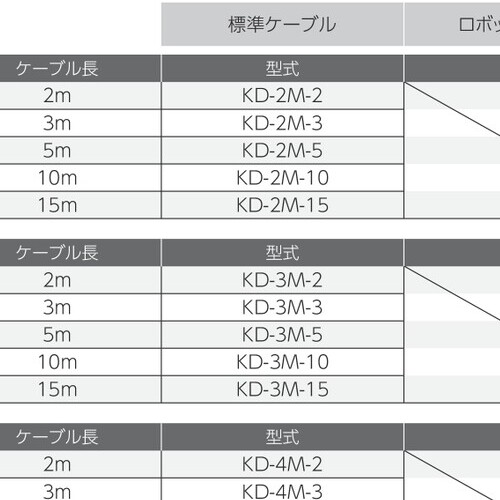 標準ケーブル ロボッ
ケーブル長 型式
2m KD-2M-2
3m KD-2M-3
5m KD-2M-5
10m KD-2M-10
15m KD-2M-15
ケーブル長 型式
2m KD-3M-2
3m KD-3M-3
5m KD-3M-5
10m KD-3M-10
15m KD-3M-15
ケーブル長 型式
2m KD-4M-2
3m KD-4M-3